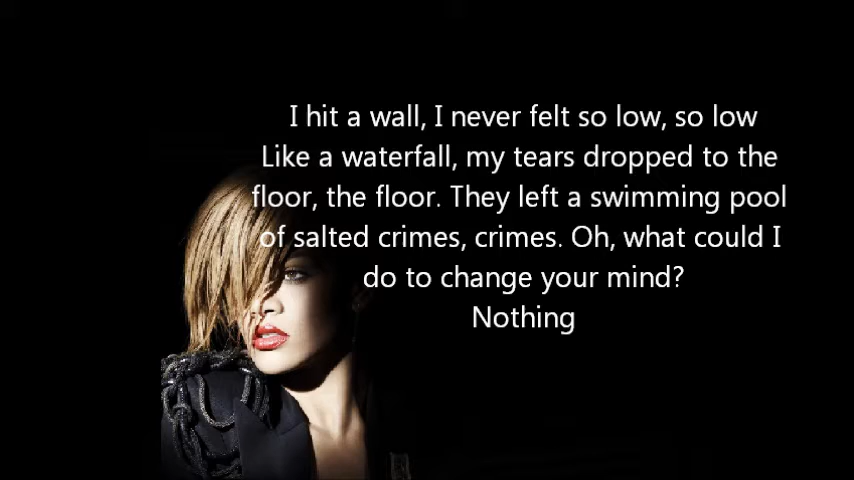 I hit a wall, I never felt so low, so low
Like a waterfall, my tears dropped to the
floor, the floor. They left a swimming pool
of salted crimes, crimes. Oh, what could I
do to change your mind?
Nothing